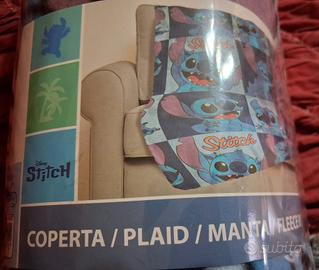 Stitch
Stitch
Disney
Stitch
COPERTA / PLAID / MANTA / FLEECE
subito